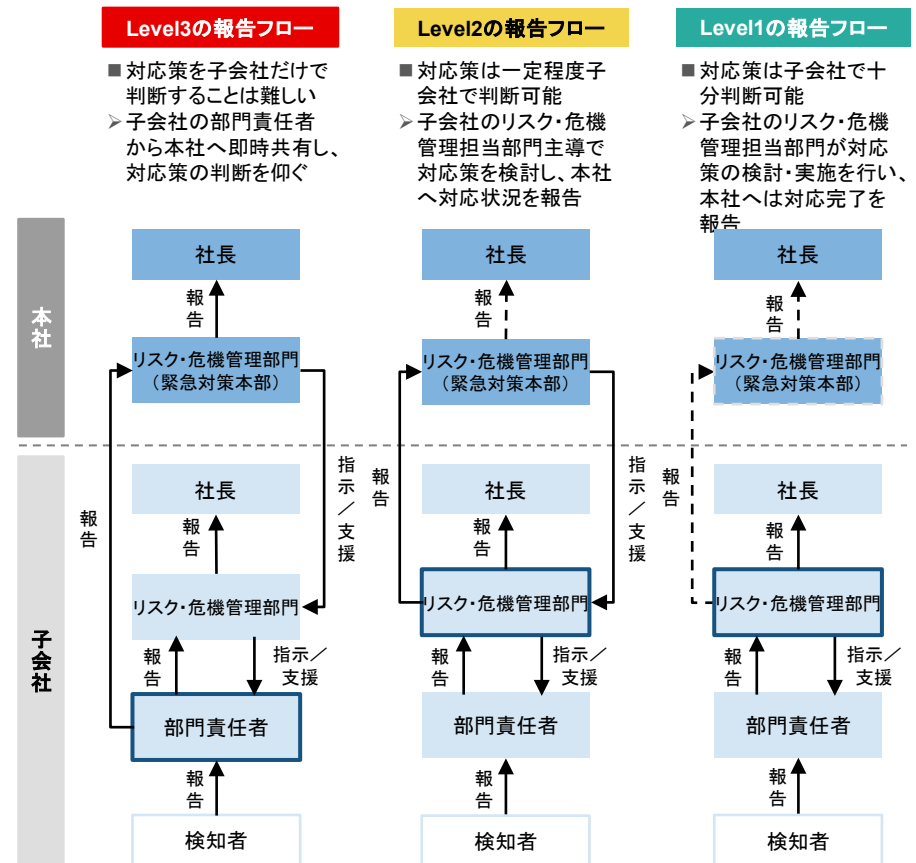 Level3の報告フロー
■ 対応策を子会社だけで
判断することは難しい
➢ 子会社の部門責任者
から本社へ即時共有し、
対応策の判断を仰ぐ
Level2の報告フロー
■ 対応策は一定程度子
会社で判断可能
➢ 子会社のリスク・危機
管理担当部門主導で
対応策を検討し、本社
へ対応状況を報告
Level1の報告フロー
■ 対応策は子会社で十
分判断可能
➢ 子会社のリスク・危機
管理担当部門が対応
策の検討・実施を行い、
本社へは対応完了を
報告
本社
社長
報告
リスク・危機管理部門
（緊急対策本部）
社長
報告
リスク・危機管理部門
（緊急対策本部）
社長
報告
リスク・危機管理部門
（緊急対策本部）
子会社
報告
社長
報告
指示／支援
リスク・危機管理部門
報告
指示／
支援
部門責任者
報告
検知者
報告
社長
報告
指示／支援
リスク・危機管理部門
報告
指示／
支援
部門責任者
報告
検知者
報告
社長
報告
リスク・危機管理部門
報告
指示／
支援
部門責任者
報告
検知者